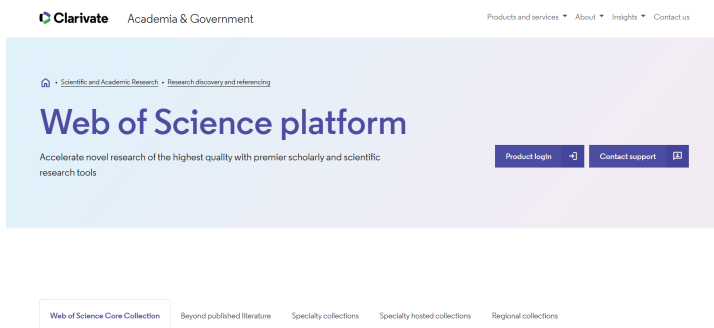 Clarivate Academia & Government Products and services About Insights Contact us
• Scientific and Academic Research • Research discovery and referencing
Web of Science platform
Accelerate novel research of the highest quality with premier scholarly and scientific
research tools
Product login Contact support
Web of Science Core Collection Beyond published literature Specialty collections Specialty hosted collections Regional collections